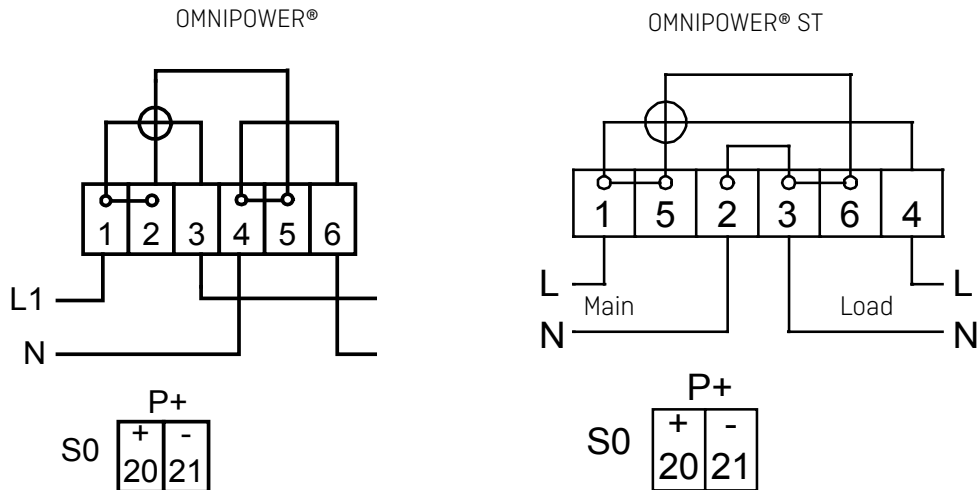 OMNIPOWER®
1 2 3 4 5 6
L1
N
P+
S0
+ -
20 21
OMNIPOWER® ST
1 5 2 3 6 4
L Main Load L
N N
P+
S0
+ -
20 21